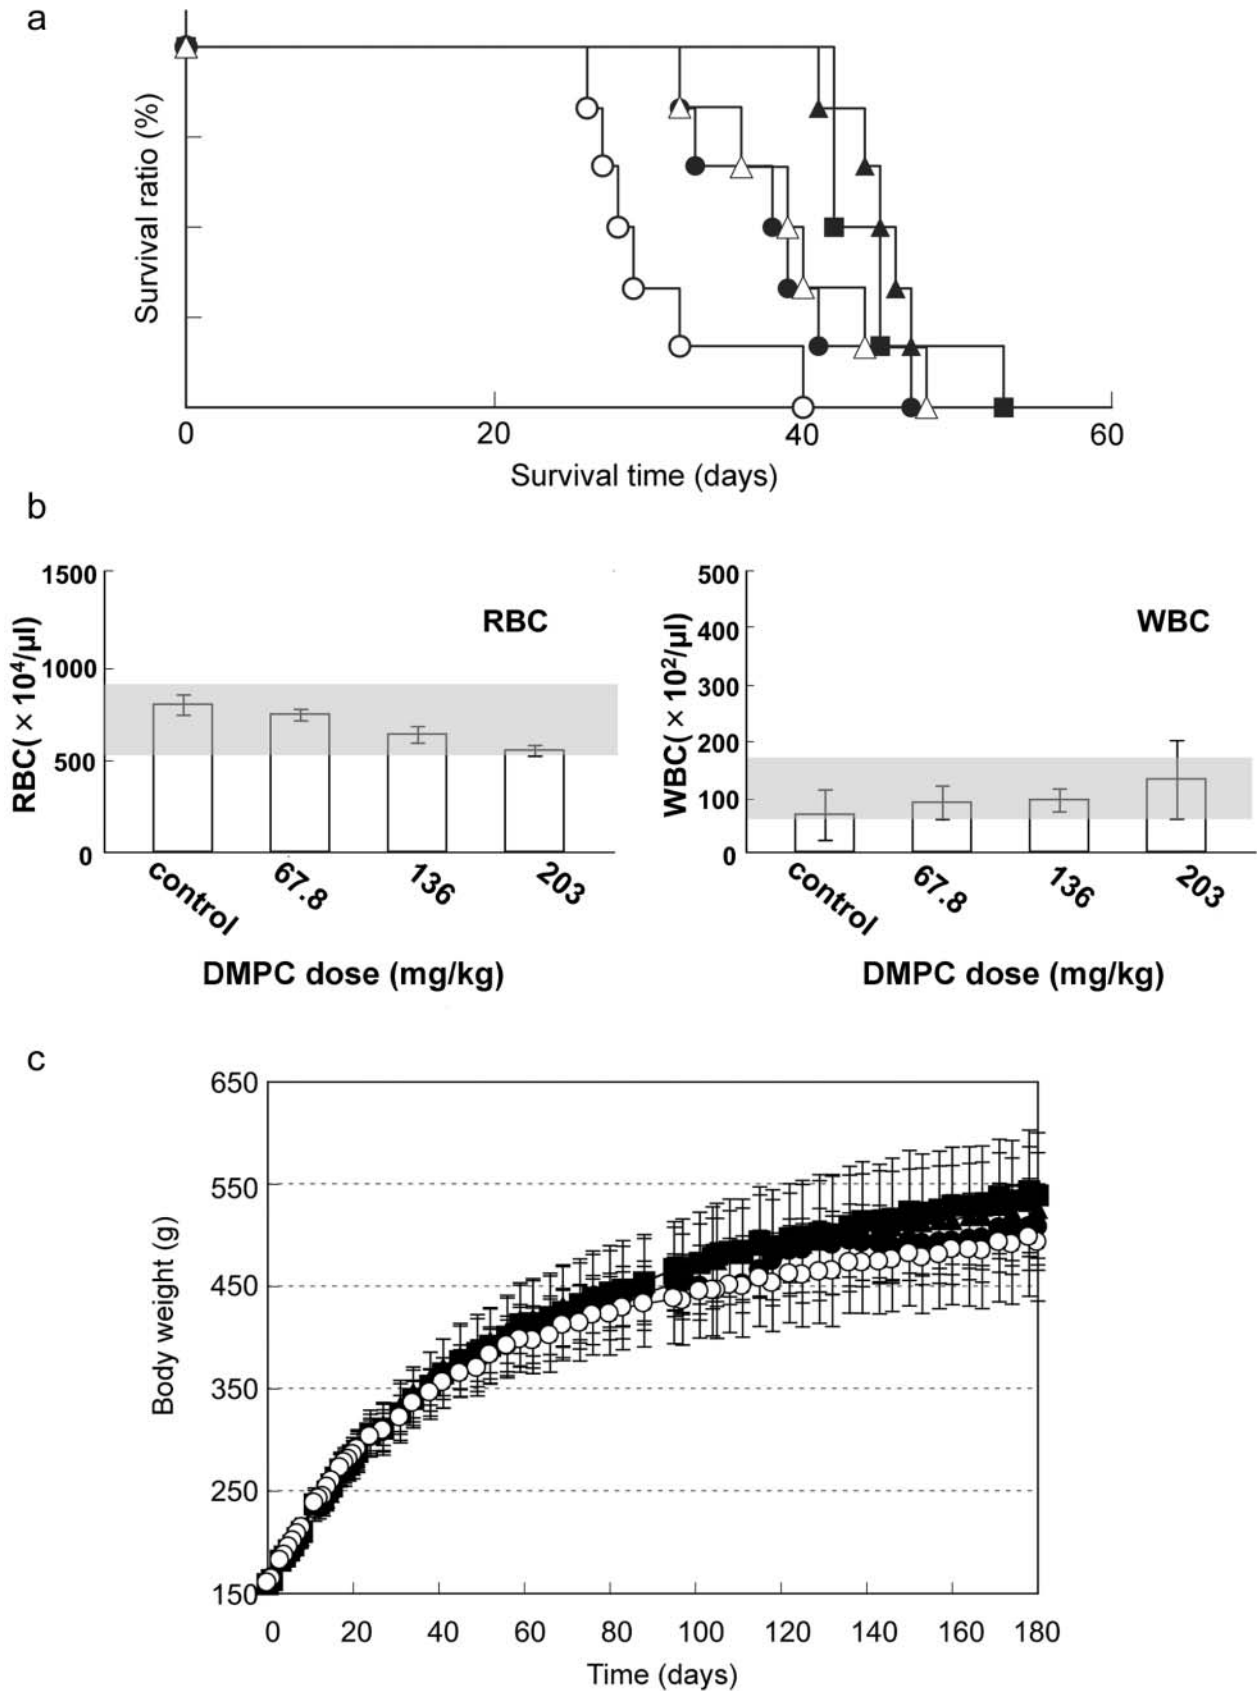 a
Survival ratio (%)
0 20 40 60
Survival time (days)
b
1500
1000
500
0
RBC(×10⁴/μl)
RBC
control 67.8 136 203
DMPC dose (mg/kg)
500
400
300
200
100
0
WBC(×10²/μl)
WBC
control 67.8 136 203
DMPC dose (mg/kg)
c
650
550
450
350
250
150
Body weight (g)
0 20 40 60 80 100 120 140 160 180
Time (days)